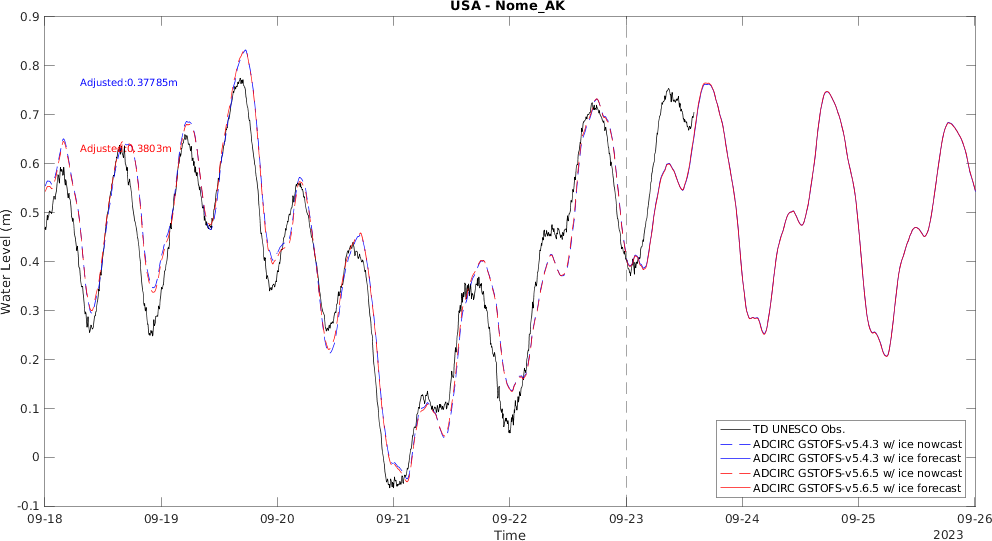 USA - Nome_AK
0.9
0.8
0.7
0.6
0.5
0.4
0.3
0.2
0.1
0
-0.1
Water Level (m)
Adjusted:0.37785m
Adjusted:0.3803m
TD UNESCO Obs.
ADCIRC GSTOFS-v5.4.3 w/ ice nowcast
ADCIRC GSTOFS-v5.4.3 w/ ice forecast
ADCIRC GSTOFS-v5.6.5 w/ ice nowcast
ADCIRC GSTOFS-v5.6.5 w/ ice forecast
09-18 09-19 09-20 09-21 09-22 09-23 09-24 09-25 09-26
Time
2023